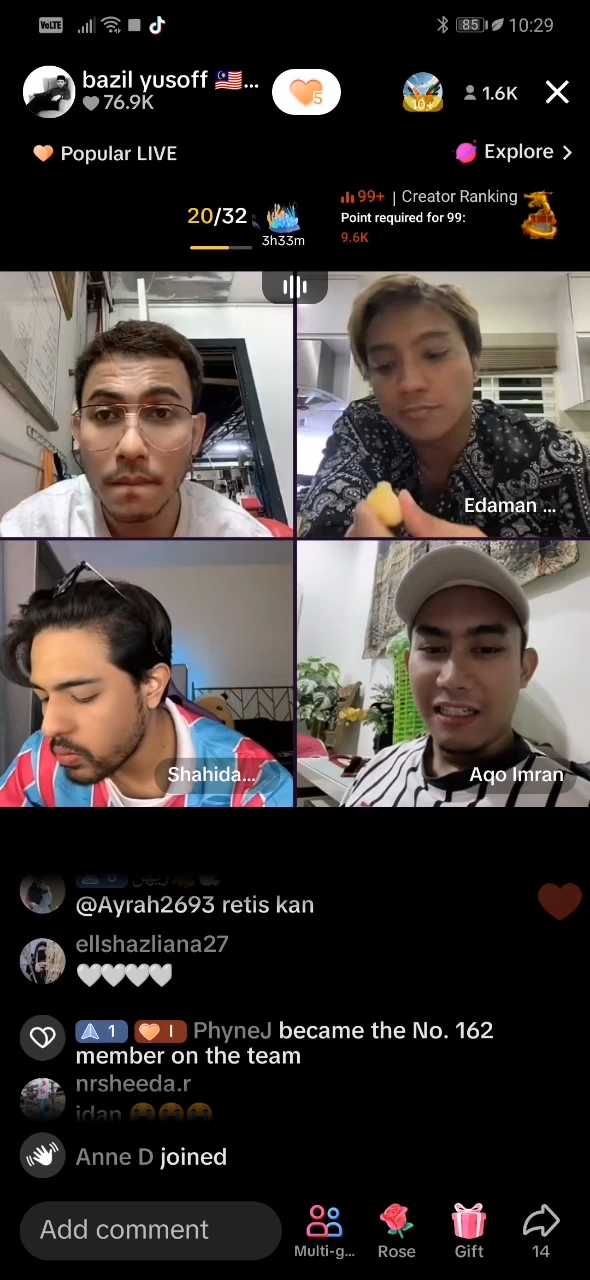 VoLTE
85
10:29
bazil yusoff 🇲🇾...
76.9K
5
10+
1.6K
Popular LIVE
Explore >
20/32
3h33m
99+ | Creator Ranking
Point required for 99:
9.6K
Edaman ...
Shahida...
Aqo Imran
@Ayrah2693 retis kan
ellshazliana27
🤍🤍🤍🤍
1 I PhyneJ became the No. 162
member on the team
nrsheeda.r
idan 😭😭😭
Anne D joined
Add comment
Multi-g...
Rose
Gift
14